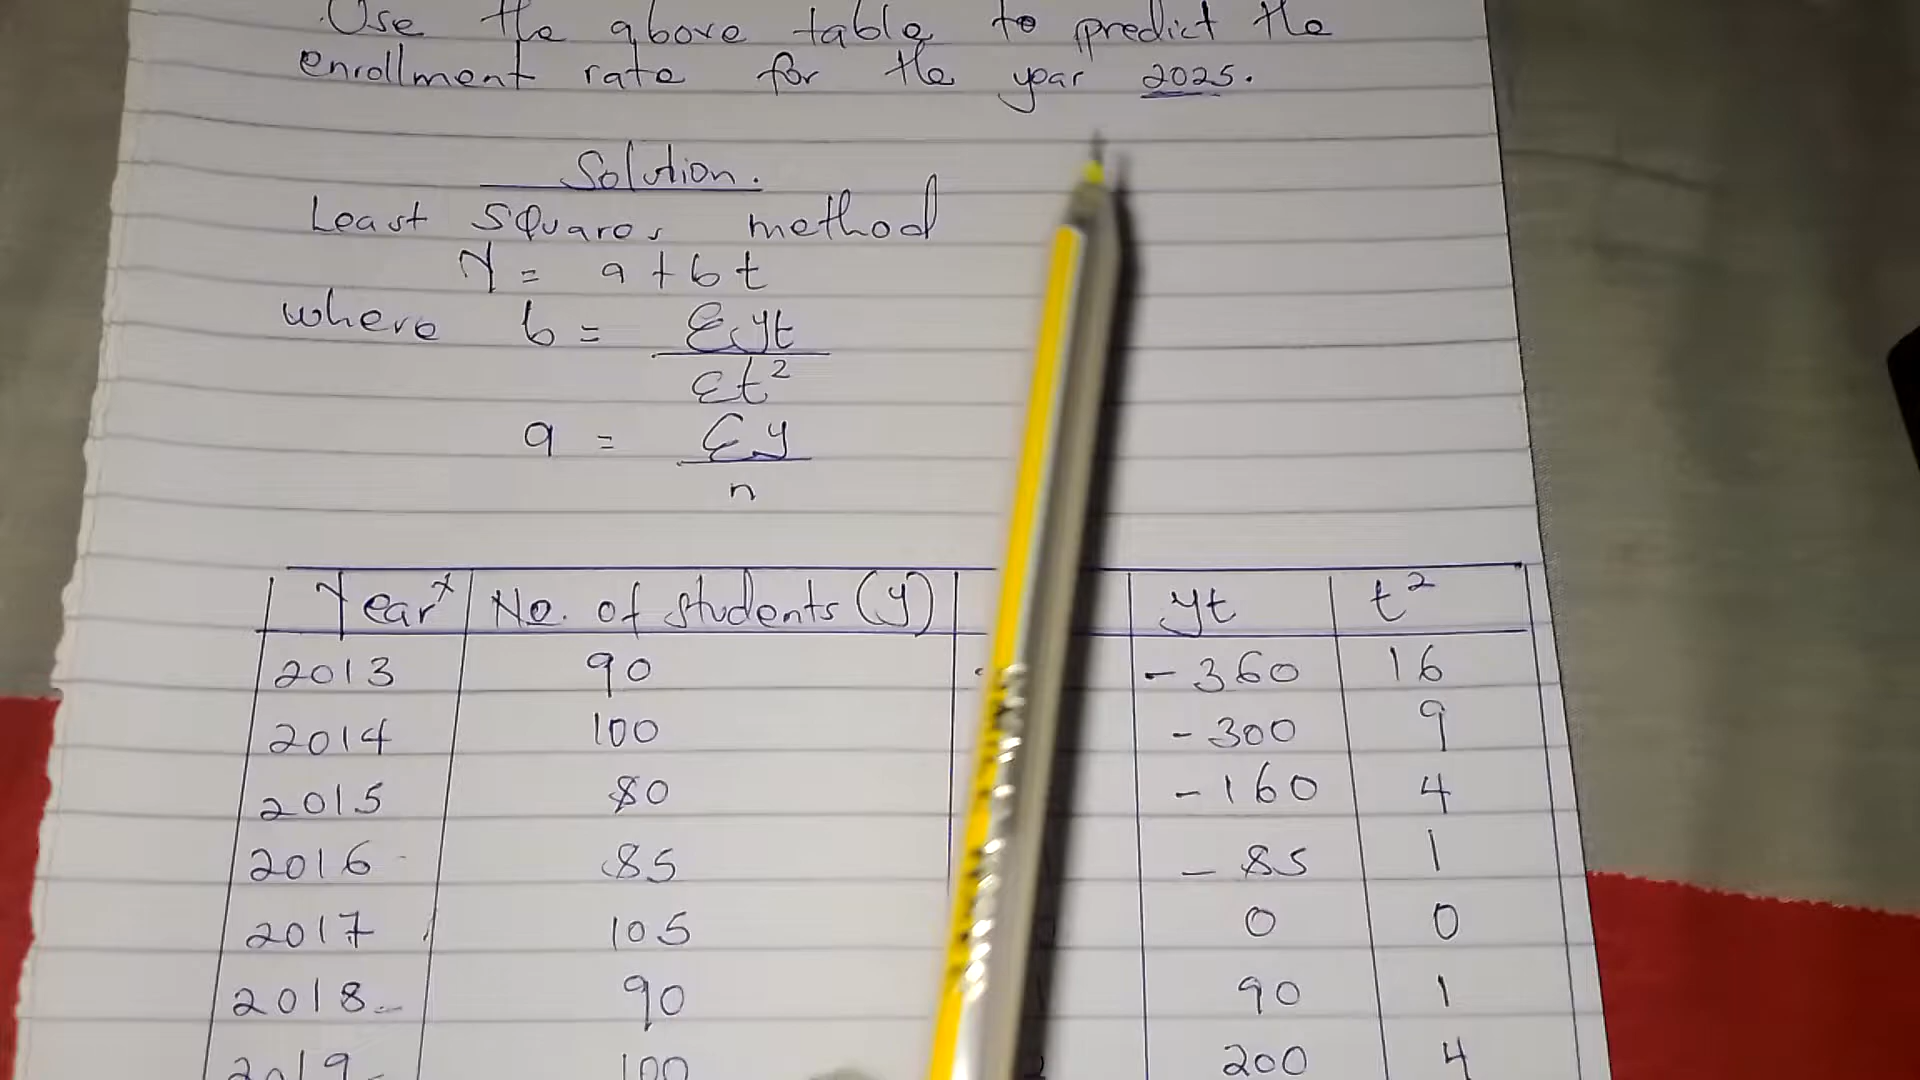 Use the above table to predict the
enrollment rate for the year 2025.
Solution.
Least Squares method
Y = a + bt
where b = Σyt
Σt²
a = Σy
n
Year x No. of students (y) yt t²
2013 90 -360 16
2014 100 -300 9
2015 80 -160 4
2016 85 -85 1
2017 105 0 0
2018 90 90 1
2019 100 200 4